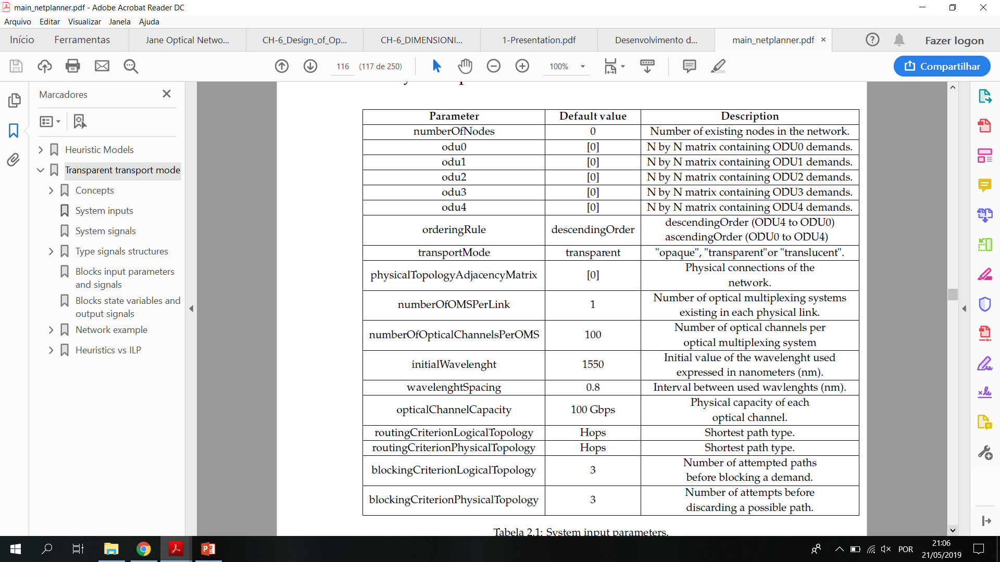 main_netplanner.pdf - Adobe Acrobat Reader DC
Arquivo Editar Visualizar Janela Ajuda
Início Ferramentas Jane Optical Netwo... CH-6_Design_of_Op... CH-6_DIMENSIONI... 1-Presentation.pdf Desenvolvimento d... main_netplanner.pdf × Fazer logon
116 (117 de 250) 100% Compartilhar
Marcadores
Heuristic Models
Transparent transport mode
Concepts
System inputs
System signals
Type signals structures
Blocks input parameters
and signals
Blocks state variables and
output signals
Network example
Heuristics vs ILP
Parameter Default value Description
numberOfNodes 0 Number of existing nodes in the network.
odu0 [0] N by N matrix containing ODU0 demands.
odu1 [0] N by N matrix containing ODU1 demands.
odu2 [0] N by N matrix containing ODU2 demands.
odu3 [0] N by N matrix containing ODU3 demands.
odu4 [0] N by N matrix containing ODU4 demands.
orderingRule descendingOrder descendingOrder (ODU4 to ODU0)
ascendingOrder (ODU0 to ODU4)
transportMode transparent "opaque", "transparent"or "translucent".
physicalTopologyAdjacencyMatrix [0] Physical connections of the
network.
numberOfOMSPerLink 1 Number of optical multiplexing systems
existing in each physical link.
numberOfOpticalChannelsPerOMS 100 Number of optical channels per
optical multiplexing system
initialWavelenght 1550 Initial value of the wavelenght used
expressed in nanometers (nm).
wavelenghtSpacing 0.8 Interval between used wavlenghts (nm).
opticalChannelCapacity 100 Gbps Physical capacity of each
optical channel.
routingCriterionLogicalTopology Hops Shortest path type.
routingCriterionPhysicalTopology Hops Shortest path type.
blockingCriterionLogicalTopology 3 Number of attempted paths
before blocking a demand.
blockingCriterionPhysicalTopology 3 Number of attempts before
discarding a possible path.
Tabela 2.1: System input parameters.
POR
21:06
21/05/2019